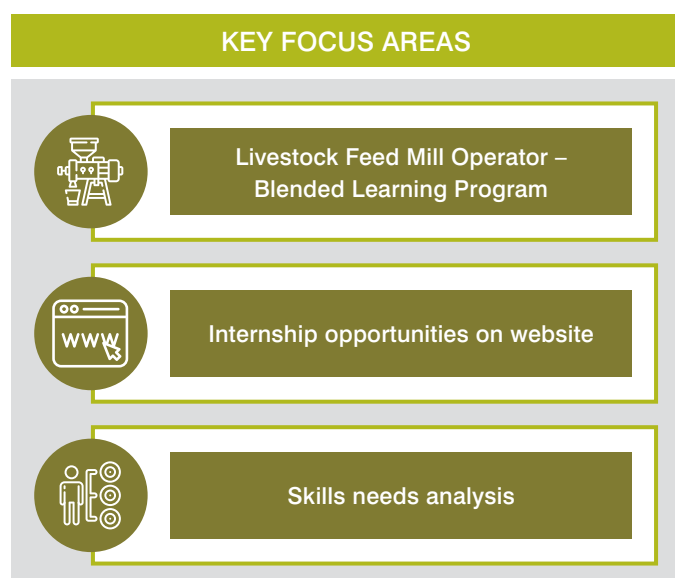 KEY FOCUS AREAS
Livestock Feed Mill Operator –
Blended Learning Program
WWW
Internship opportunities on website
Skills needs analysis